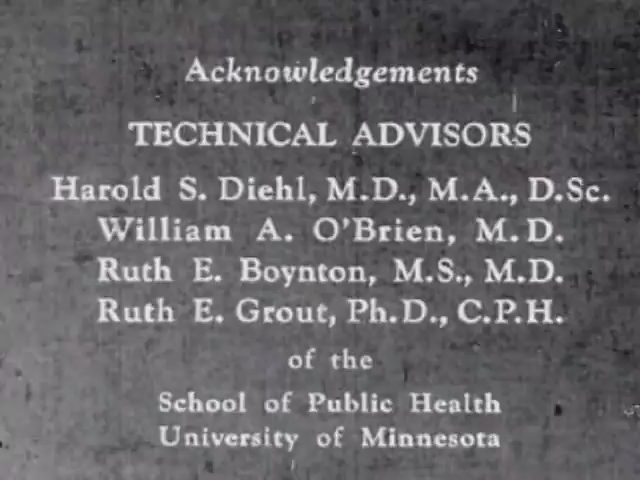 Acknowledgements
TECHNICAL ADVISORS
Harold S. Diehl, M.D., M.A., D.Sc.
William A. O'Brien, M.D.
Ruth E. Boynton, M.S., M.D.
Ruth E. Grout, Ph.D., C.P.H.
of the
School of Public Health
University of Minnesota